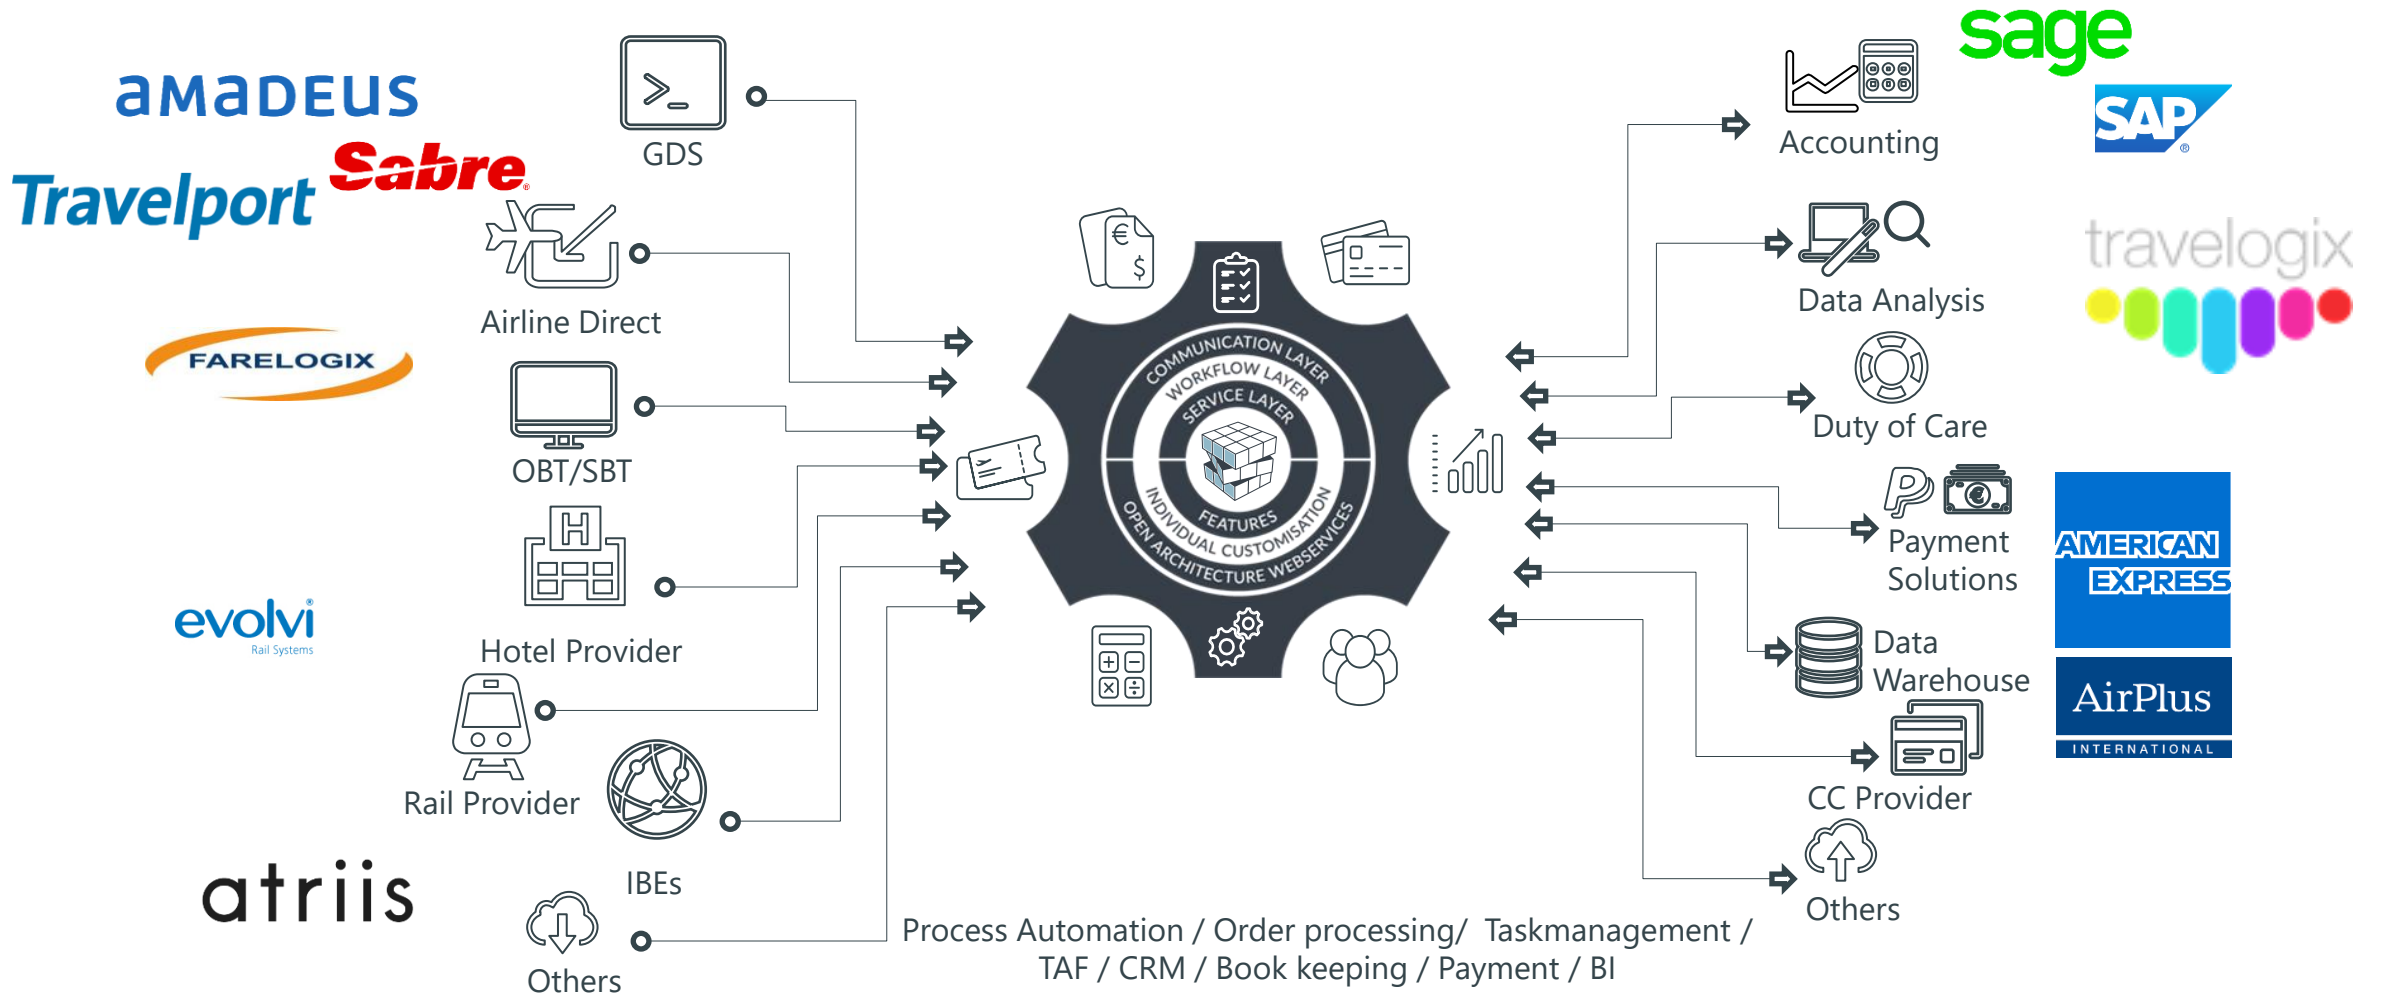 amadeus
Sabre
Travelport
FARELOGIX
evolvi
Rail Systems
atriis
>_
GDS
Airline Direct
OBT/SBT
H
Hotel Provider
Rail Provider
IBEs
Others
€
$
COMMUNICATION LAYER
WORKFLOW LAYER
SERVICE LAYER
FEATURES
INDIVIDUAL CUSTOMISATION
OPEN ARCHITECTURE WEBSERVICES
Process Automation / Order processing/ Taskmanagement /
TAF / CRM / Book keeping / Payment / BI
Accounting
Data Analysis
Duty of Care
€
Payment
Solutions
Data
Warehouse
CC Provider
Others
sage
SAP®
travelogix
AMERICAN
EXPRESS
AirPlus
INTERNATIONAL